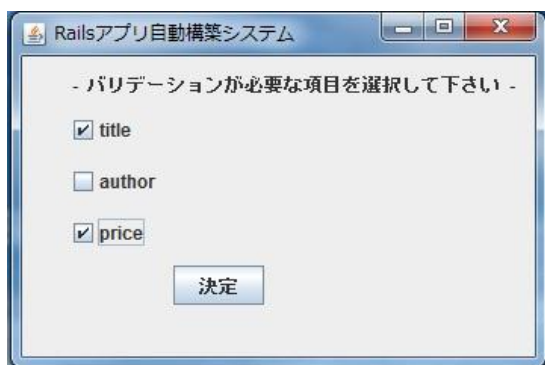 Railsアプリ自動構築システム
- バリデーションが必要な項目を選択して下さい -
title
author
price
決定